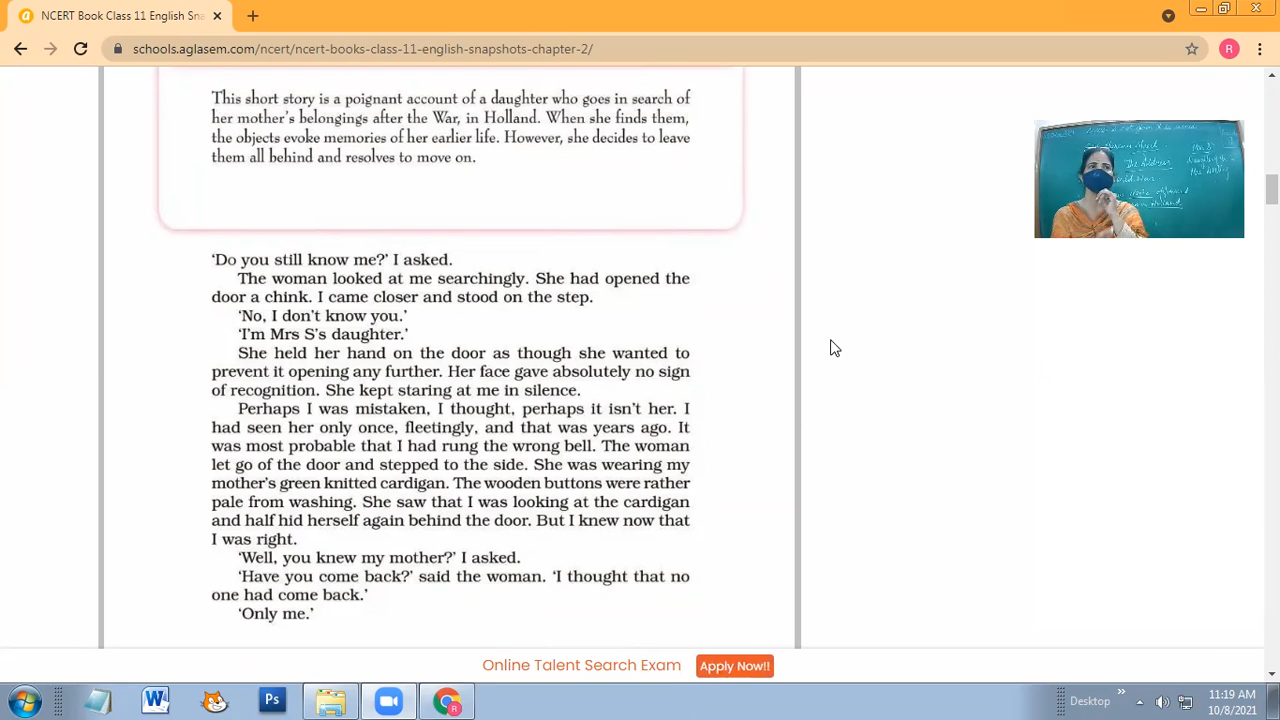 NCERT Book Class 11 English Sna
schools.aglasem.com/ncert/ncert-books-class-11-english-snapshots-chapter-2/
R
This short story is a poignant account of a daughter who goes in search of
her mother's belongings after the War, in Holland. When she finds them,
the objects evoke memories of her earlier life. However, she decides to leave
them all behind and resolves to move on.
The Address
'Do you still know me?' I asked.
The woman looked at me searchingly. She had opened the
door a chink. I came closer and stood on the step.
'No, I don't know you.'
'I'm Mrs S's daughter.'
She held her hand on the door as though she wanted to
prevent it opening any further. Her face gave absolutely no sign
of recognition. She kept staring at me in silence.
Perhaps I was mistaken, I thought, perhaps it isn't her. I
had seen her only once, fleetingly, and that was years ago. It
was most probable that I had rung the wrong bell. The woman
let go of the door and stepped to the side. She was wearing my
mother's green knitted cardigan. The wooden buttons were rather
pale from washing. She saw that I was looking at the cardigan
and half hid herself again behind the door. But I knew now that
I was right.
'Well, you knew my mother?' I asked.
'Have you come back?' said the woman. 'I thought that no
one had come back.'
'Only me.'
Online Talent Search Exam Apply Now!!
W Ps R Desktop
11:19 AM
10/8/2021